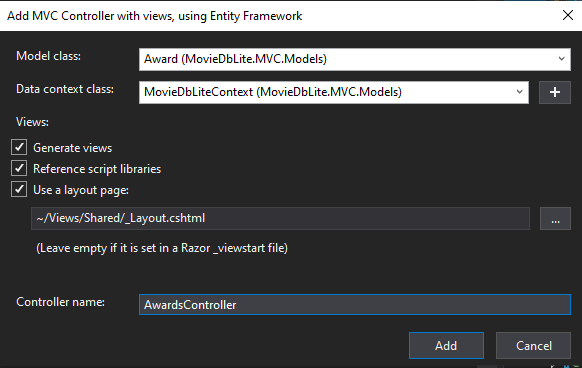 Add MVC Controller with views, using Entity Framework
Model class: Award (MovieDbLite.MVC.Models)
Data context class: MovieDbLiteContext (MovieDbLite.MVC.Models)
Views:
Generate views
Reference script libraries
Use a layout page:
~/Views/Shared/_Layout.cshtml ...
(Leave empty if it is set in a Razor _viewstart file)
Controller name: AwardsController
Add Cancel